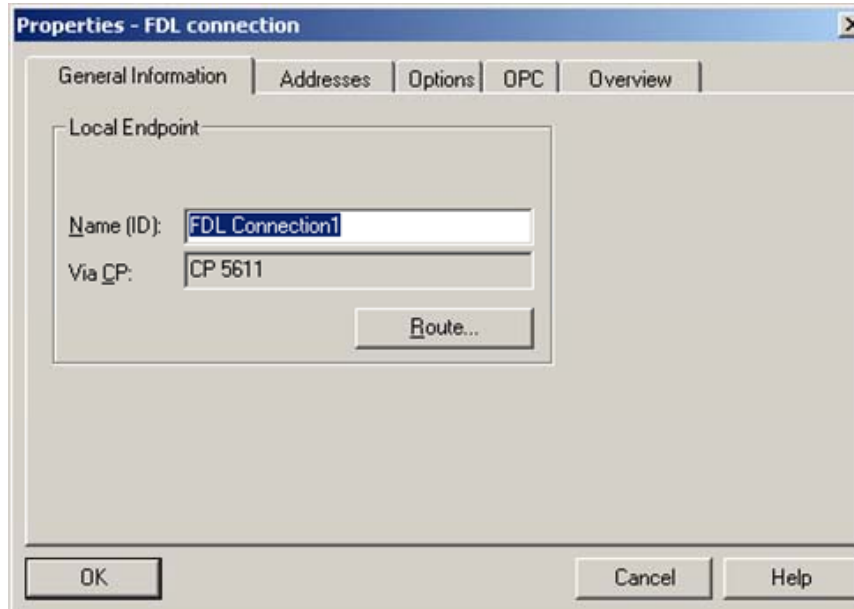 Properties - FDL connection
General Information Addresses Options OPC Overview
Local Endpoint
Name (ID): FDL Connection1
Via CP: CP 5611
Route...
OK Cancel Help